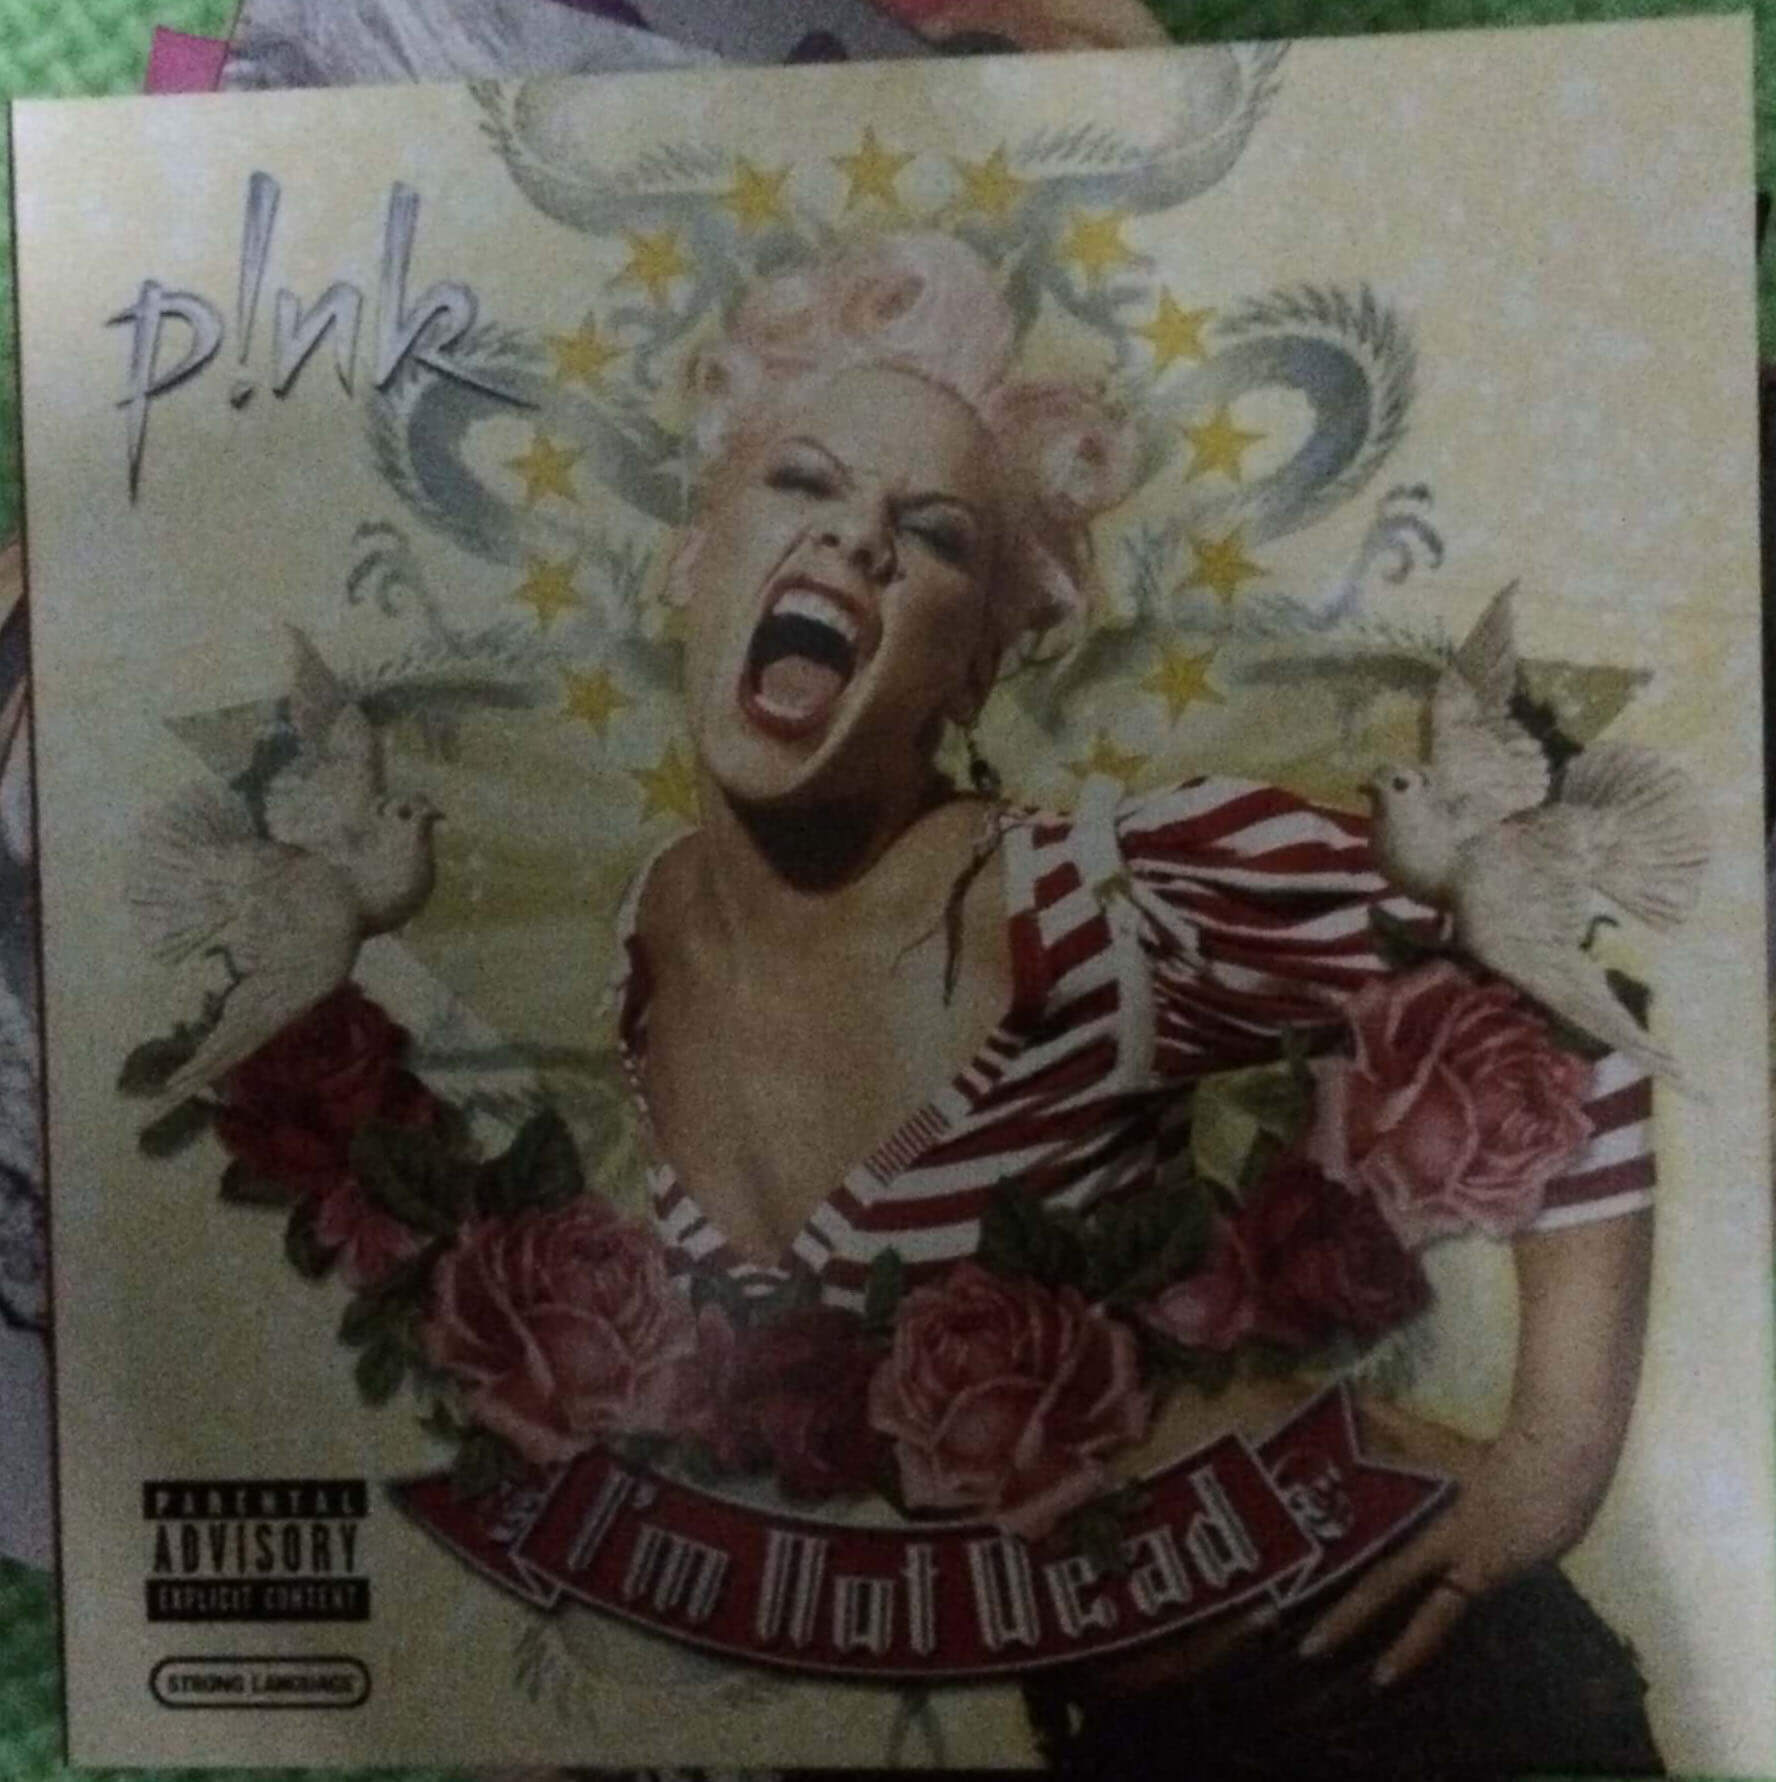 p!nk
I'm Not Dead
PARENTAL
ADVISORY
EXPLICIT CONTENT
STRONG LANGUAGE